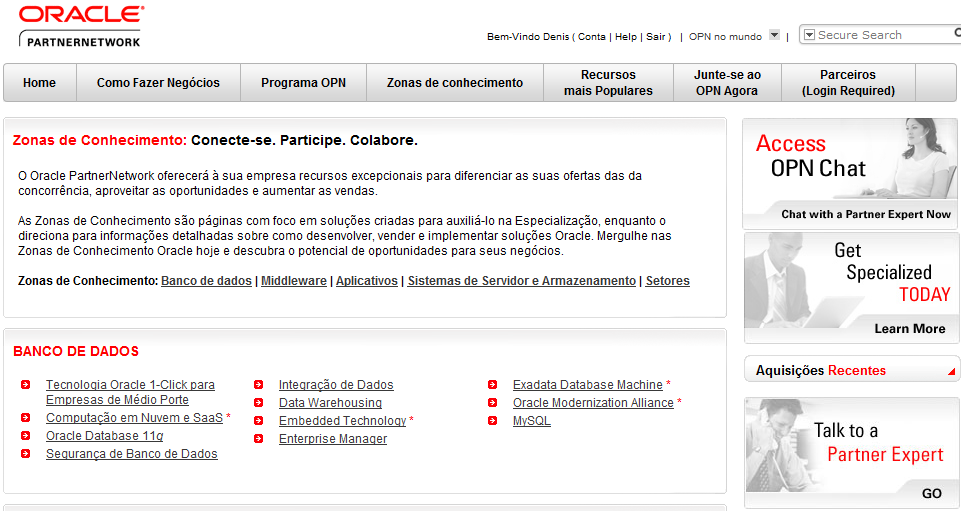 ORACLE
PARTNERNETWORK
Bem-Vindo Denis ( Conta | Help | Sair ) | OPN no mundo |
Secure Search
Home
Como Fazer Negócios
Programa OPN
Zonas de conhecimento
Recursos
mais Populares
Junte-se ao
OPN Agora
Parceiros
(Login Required)
Zonas de Conhecimento: Conecte-se. Participe. Colabore.
O Oracle PartnerNetwork oferecerá à sua empresa recursos excepcionais para diferenciar as suas ofertas das da
concorrência, aproveitar as oportunidades e aumentar as vendas.
As Zonas de Conhecimento são páginas com foco em soluções criadas para auxiliá-lo na Especialização, enquanto o
direciona para informações detalhadas sobre como desenvolver, vender e implementar soluções Oracle. Mergulhe nas
Zonas de Conhecimento Oracle hoje e descubra o potencial de oportunidades para seus negócios.
Zonas de Conhecimento: Banco de dados | Middleware | Aplicativos | Sistemas de Servidor e Armazenamento | Setores
BANCO DE DADOS
Tecnologia Oracle 1-Click para
Empresas de Médio Porte
Computação em Nuvem e SaaS *
Oracle Database 11g
Segurança de Banco de Dados
Integração de Dados
Data Warehousing
Embedded Technology *
Enterprise Manager
Exadata Database Machine *
Oracle Modernization Alliance *
MySQL
Access
OPN Chat
Chat with a Partner Expert Now
Get
Specialized
TODAY
Learn More
Aquisições Recentes
Talk to a
Partner Expert
GO